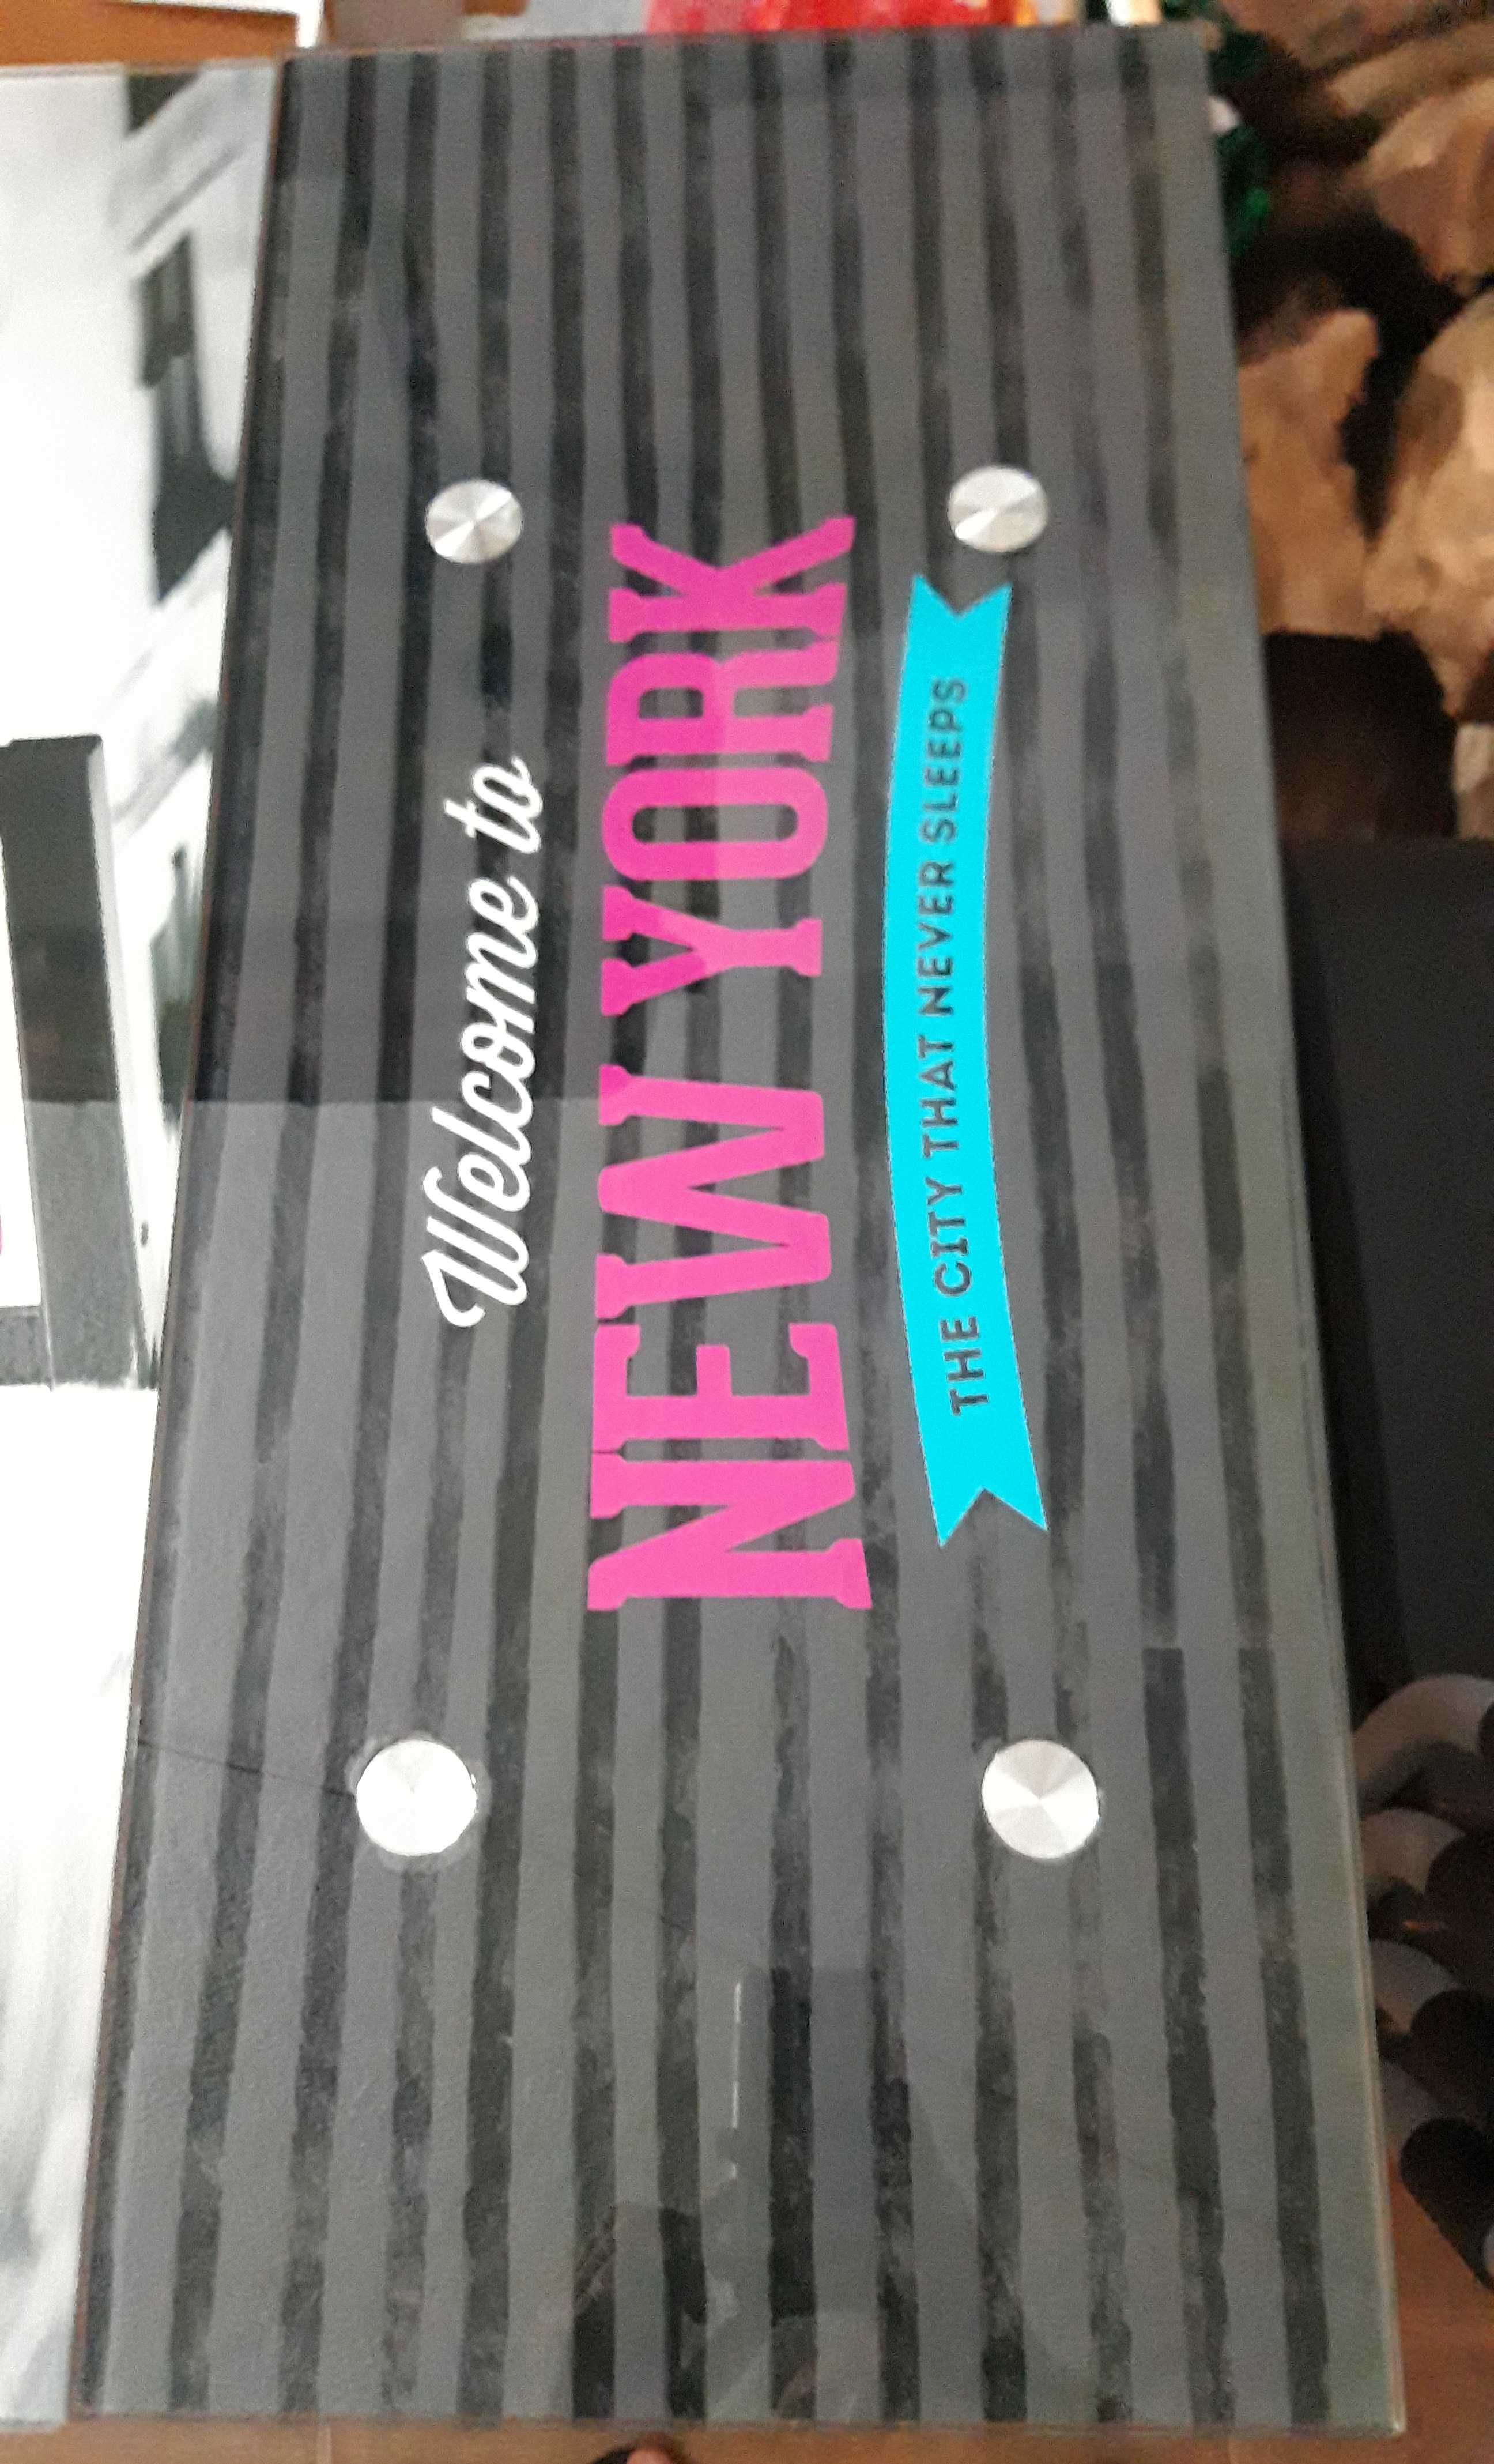 Welcome to
NEW YORK
THE CITY THAT NEVER SLEEPS